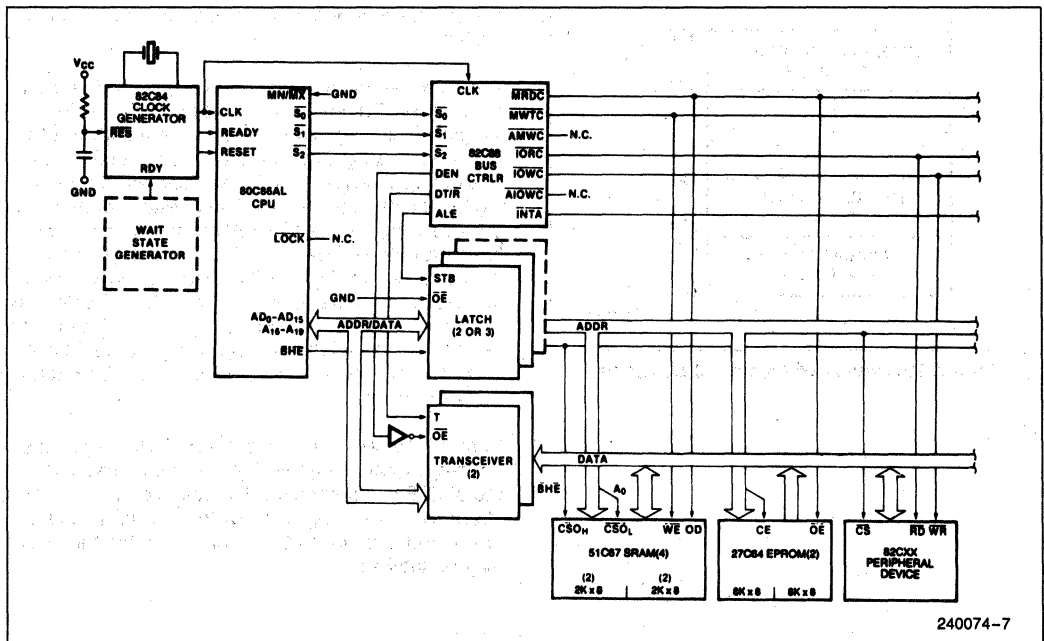 VCC
82C84
CLOCK
GENERATOR
RES
RDY
GND
WAIT
STATE
GENERATOR
CLK
READY
RESET
MN/MX
GND
S0
S1
S2
80C86AL
CPU
LOCK
N.C.
AD0-AD15
A16-A19
ADDR/DATA
BHE
CLK
S0
S1
S2
DEN
DT/R
ALE
82C88
BUS
CTRLR
MRDC
MWTC
AMWC
N.C.
IORC
IOWC
AIOWC
N.C.
INTA
STB
GND
OE
LATCH
(2 OR 3)
ADDR
T
OE
TRANSCEIVER
(2)
DATA
BHE
A0
CSOH
CSOL
WE
OD
51C67 SRAM(4)
(2)
2K x 8
(2)
2K x 8
CE
OE
27C64 EPROM(2)
8K x 8
8K x 8
CS
RD
WR
82CXX
PERIPHERAL
DEVICE
240074-7